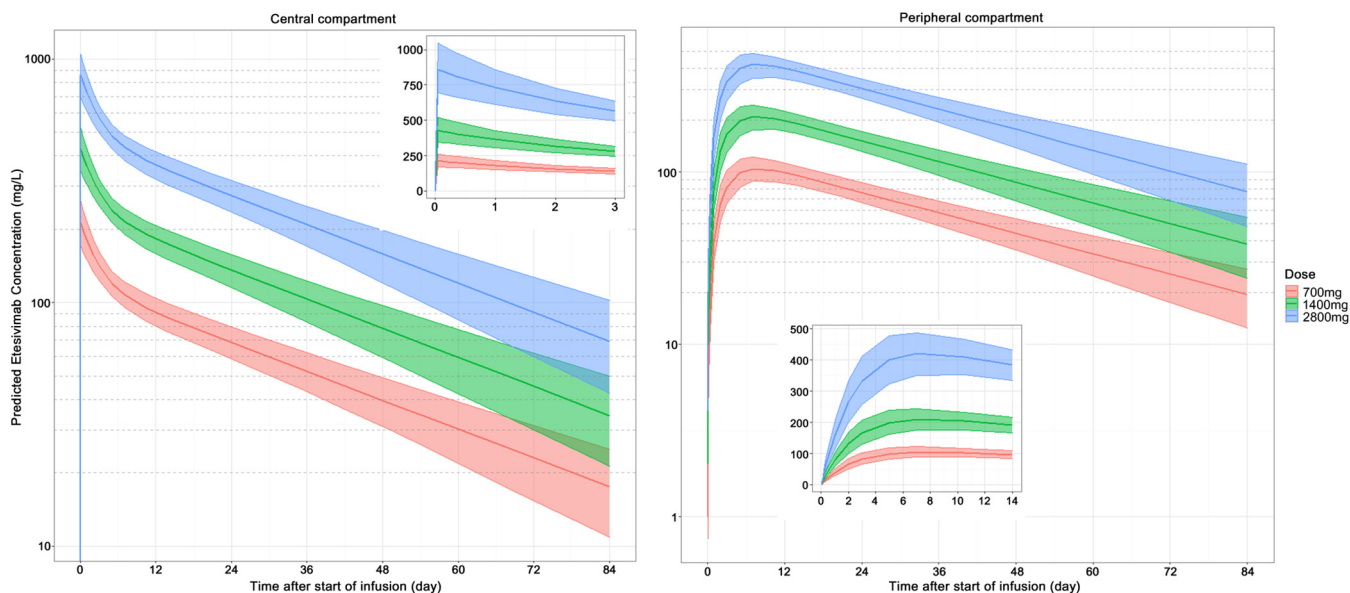 Central compartment
Predicted Etesivimab Concentration (mg/L)
1000
100
10
0 12 24 36 48 60 72 84
Time after start of infusion (day)
1000
750
500
250
0
0 1 2 3
Peripheral compartment
100
10
1
0 12 24 36 48 60 72 84
Time after start of infusion (day)
500
400
300
200
100
0
0 2 4 6 8 10 12 14
Dose
700mg
1400mg
2800mg